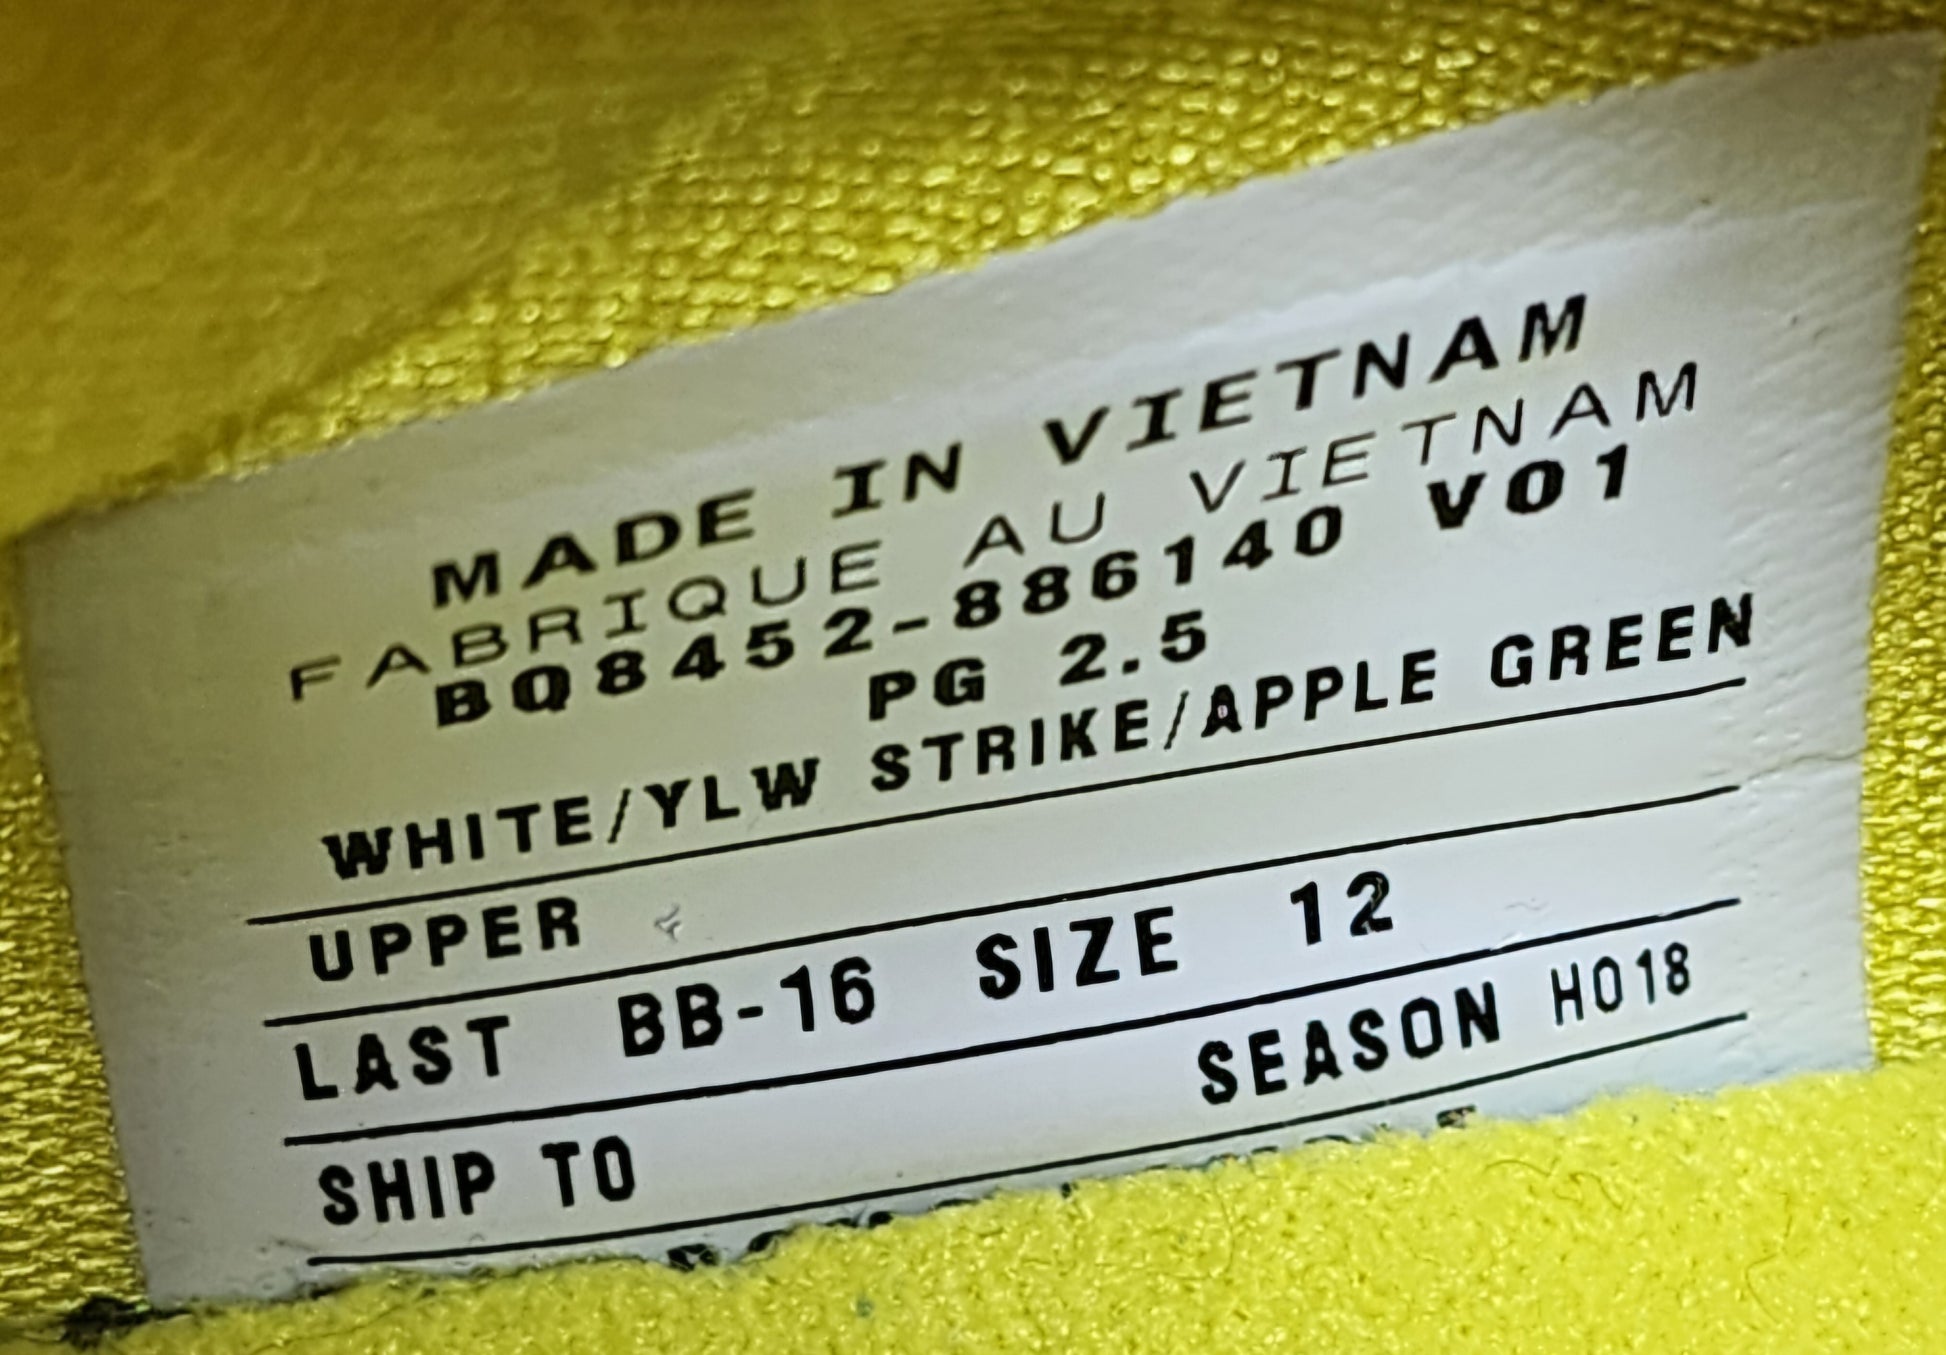 MADE IN VIETNAM
FABRIQUE AU VIETNAM
BQ8452-886140 V01
PG 2.5
WHITE/YLW STRIKE/APPLE GREEN
UPPER
LAST BB-16 SIZE 12
SEASON HO18
SHIP TO